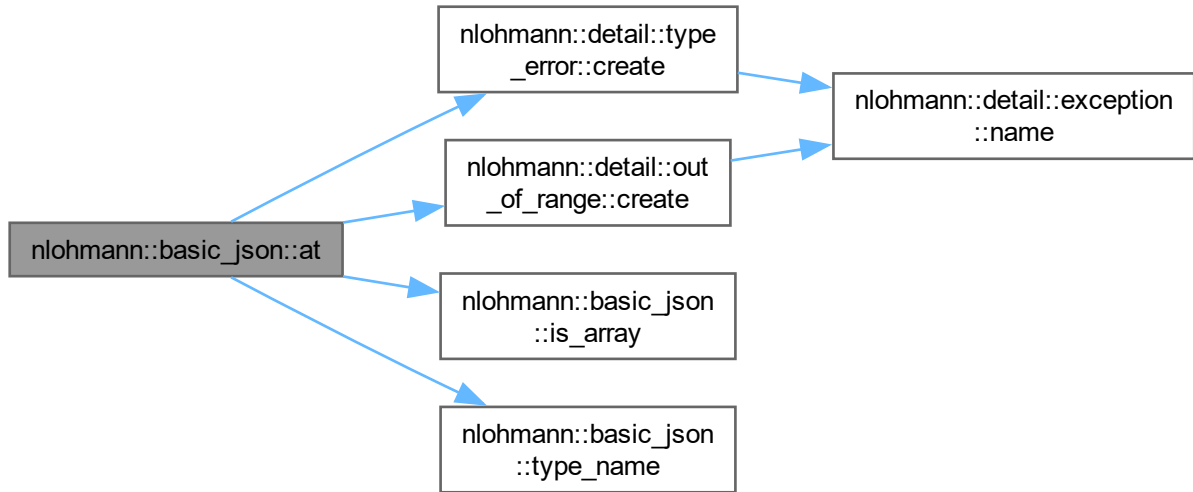 nlohmann::detail::type
_error::create
nlohmann::detail::exception
::name
nlohmann::detail::out
_of_range::create
nlohmann::basic_json::at
nlohmann::basic_json
::is_array
nlohmann::basic_json
::type_name